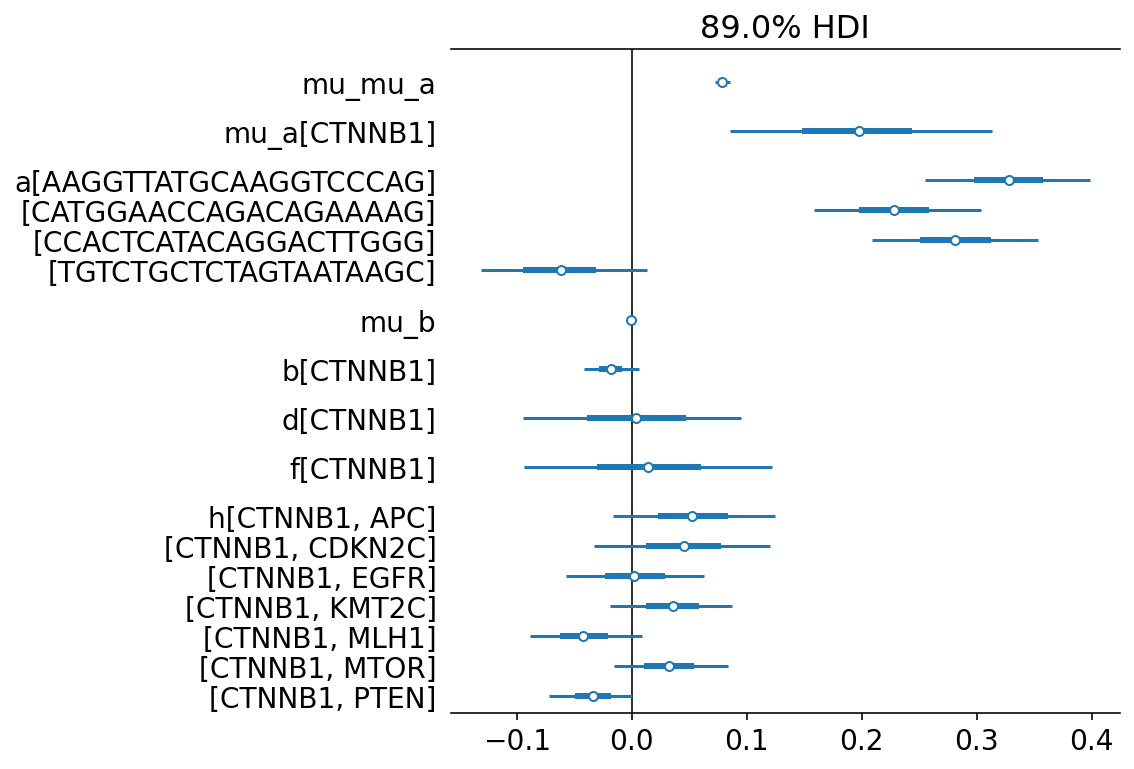 89.0% HDI
mu_mu_a
mu_a[CTNNB1]
a[AAGGTTATGCAAGGTCCCAG]
[CATGGAACCAGACAGAAAAG]
[CCACTCATACAGGACTTGGG]
[TGTCTGCTCTAGTAATAAGC]
mu_b
b[CTNNB1]
d[CTNNB1]
f[CTNNB1]
h[CTNNB1, APC]
[CTNNB1, CDKN2C]
[CTNNB1, EGFR]
[CTNNB1, KMT2C]
[CTNNB1, MLH1]
[CTNNB1, MTOR]
[CTNNB1, PTEN]
−0.1 0.0 0.1 0.2 0.3 0.4